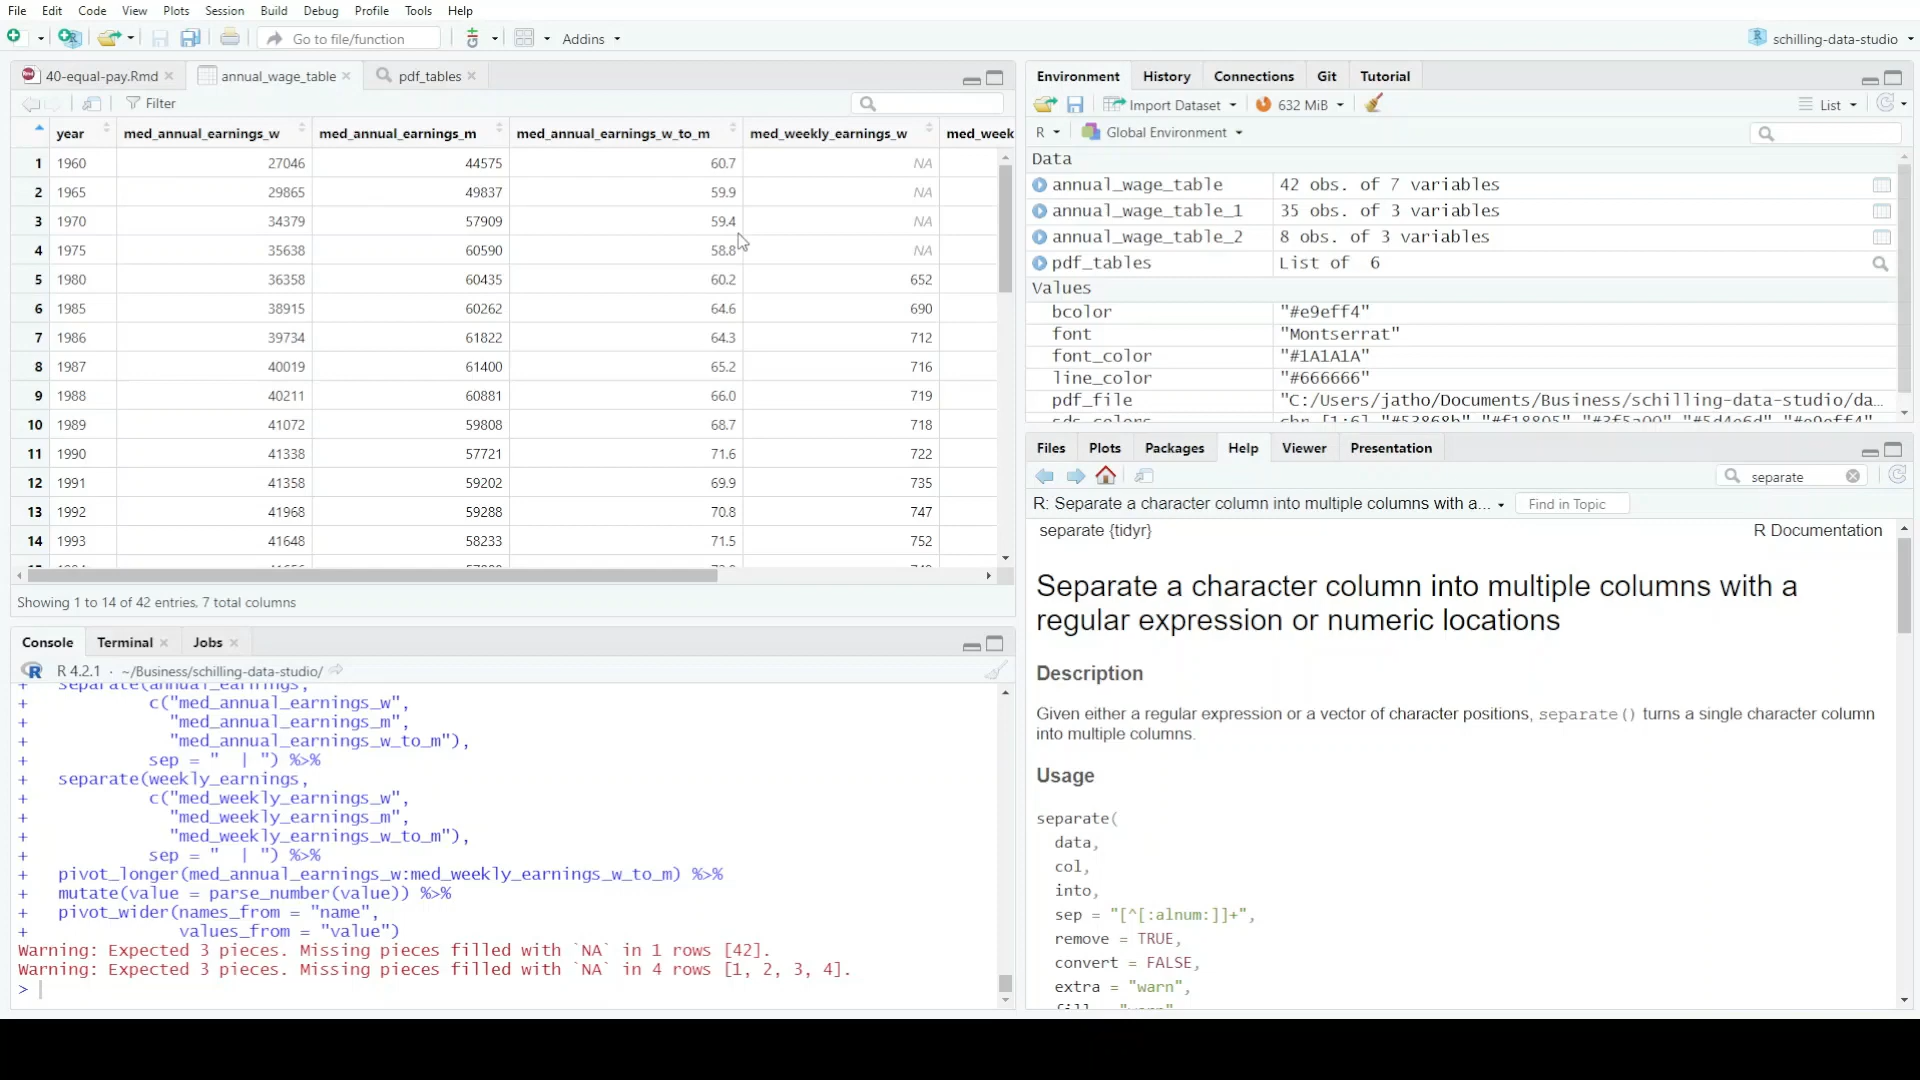 File Edit Code View Plots Session Build Debug Profile Tools Help
Go to file/function Addins schilling-data-studio
40-equal-pay.Rmd annual_wage_table pdf_tables
Filter
year med_annual_earnings_w med_annual_earnings_m med_annual_earnings_w_to_m med_weekly_earnings_w med_week
1 1960 27046 44575 60.7 NA
2 1965 29865 49837 59.9 NA
3 1970 34379 57909 59.4 NA
4 1975 35638 60590 58.8 NA
5 1980 36358 60435 60.2 652
6 1985 38915 60262 64.6 690
7 1986 39734 61822 64.3 712
8 1987 40019 61400 65.2 716
9 1988 40211 60881 66.0 719
10 1989 41072 59808 68.7 718
11 1990 41338 57721 71.6 722
12 1991 41358 59202 69.9 735
13 1992 41968 59288 70.8 747
14 1993 41648 58233 71.5 752
Showing 1 to 14 of 42 entries, 7 total columns
Console Terminal Jobs
R 4.2.1 · ~/Business/schilling-data-studio/
+ separate(annual_earnings,
+ c("med_annual_earnings_w",
+ "med_annual_earnings_m",
+ "med_annual_earnings_w_to_m"),
+ sep = "  | ") %>%
+ separate(weekly_earnings,
+ c("med_weekly_earnings_w",
+ "med_weekly_earnings_m",
+ "med_weekly_earnings_w_to_m"),
+ sep = "  | ") %>%
+ pivot_longer(med_annual_earnings_w:med_weekly_earnings_w_to_m) %>%
+ mutate(value = parse_number(value)) %>%
+ pivot_wider(names_from = "name",
+ values_from = "value")
Warning: Expected 3 pieces. Missing pieces filled with `NA` in 1 rows [42].
Warning: Expected 3 pieces. Missing pieces filled with `NA` in 4 rows [1, 2, 3, 4].
>
Environment History Connections Git Tutorial
Import Dataset 632 MiB List
R Global Environment
Data
annual_wage_table 42 obs. of 7 variables
annual_wage_table_1 35 obs. of 3 variables
annual_wage_table_2 8 obs. of 3 variables
pdf_tables List of 6
Values
bcolor "#e9eff4"
font "Montserrat"
font_color "#1A1A1A"
line_color "#666666"
pdf_file "C:/Users/jatho/Documents/Business/schilling-data-studio/da…
Files Plots Packages Help Viewer Presentation
separate
R: Separate a character column into multiple columns with a... Find in Topic
separate {tidyr} R Documentation
Separate a character column into multiple columns with a
regular expression or numeric locations
Description
Given either a regular expression or a vector of character positions, separate() turns a single character column
into multiple columns.
Usage
separate(
data,
col,
into,
sep = "[^[:alnum:]]+",
remove = TRUE,
convert = FALSE,
extra = "warn",